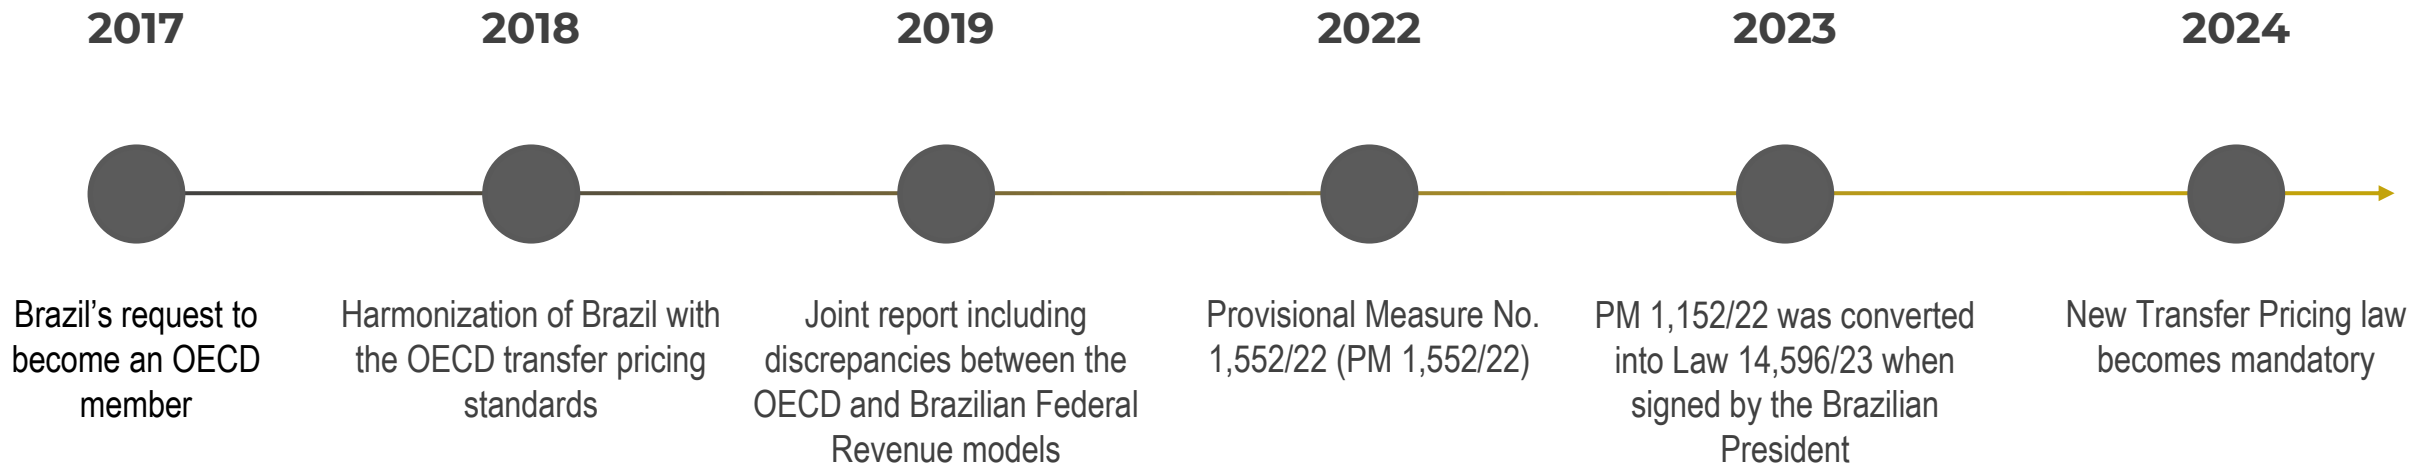 2017
2018
2019
2022
2023
2024
Brazil’s request to
become an OECD
member
Harmonization of Brazil with
the OECD transfer pricing
standards
Joint report including
discrepancies between the
OECD and Brazilian Federal
Revenue models
Provisional Measure No.
1,552/22 (PM 1,552/22)
PM 1,152/22 was converted
into Law 14,596/23 when
signed by the Brazilian
President
New Transfer Pricing law
becomes mandatory